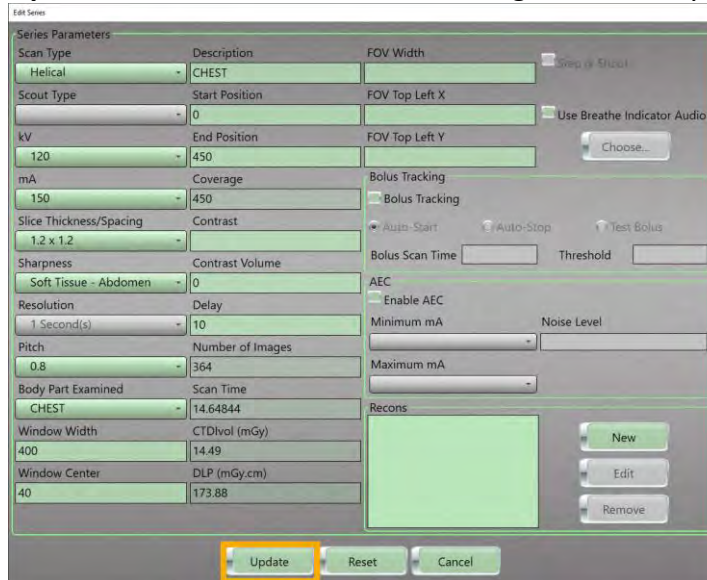 Edit Series
Series Parameters
Scan Type
Helical
Description
CHEST
FOV Width
Step & Shoot
Scout Type
Start Position
0
FOV Top Left X
Use Breathe Indicator Audio
kV
120
End Position
450
FOV Top Left Y
Choose...
mA
150
Coverage
450
Bolus Tracking
Bolus Tracking
Slice Thickness/Spacing
1.2 x 1.2
Contrast
Auto-Start
Auto-Stop
Test Bolus
Bolus Scan Time
Threshold
Sharpness
Soft Tissue - Abdomen
Contrast Volume
0
AEC
Enable AEC
Resolution
1 Second(s)
Delay
10
Minimum mA
Noise Level
Pitch
0.8
Number of Images
364
Maximum mA
Body Part Examined
CHEST
Scan Time
14.64844
Recons
New
Edit
Remove
Window Width
400
CTDIvol (mGy)
14.49
Window Center
40
DLP (mGy.cm)
173.88
Update
Reset
Cancel